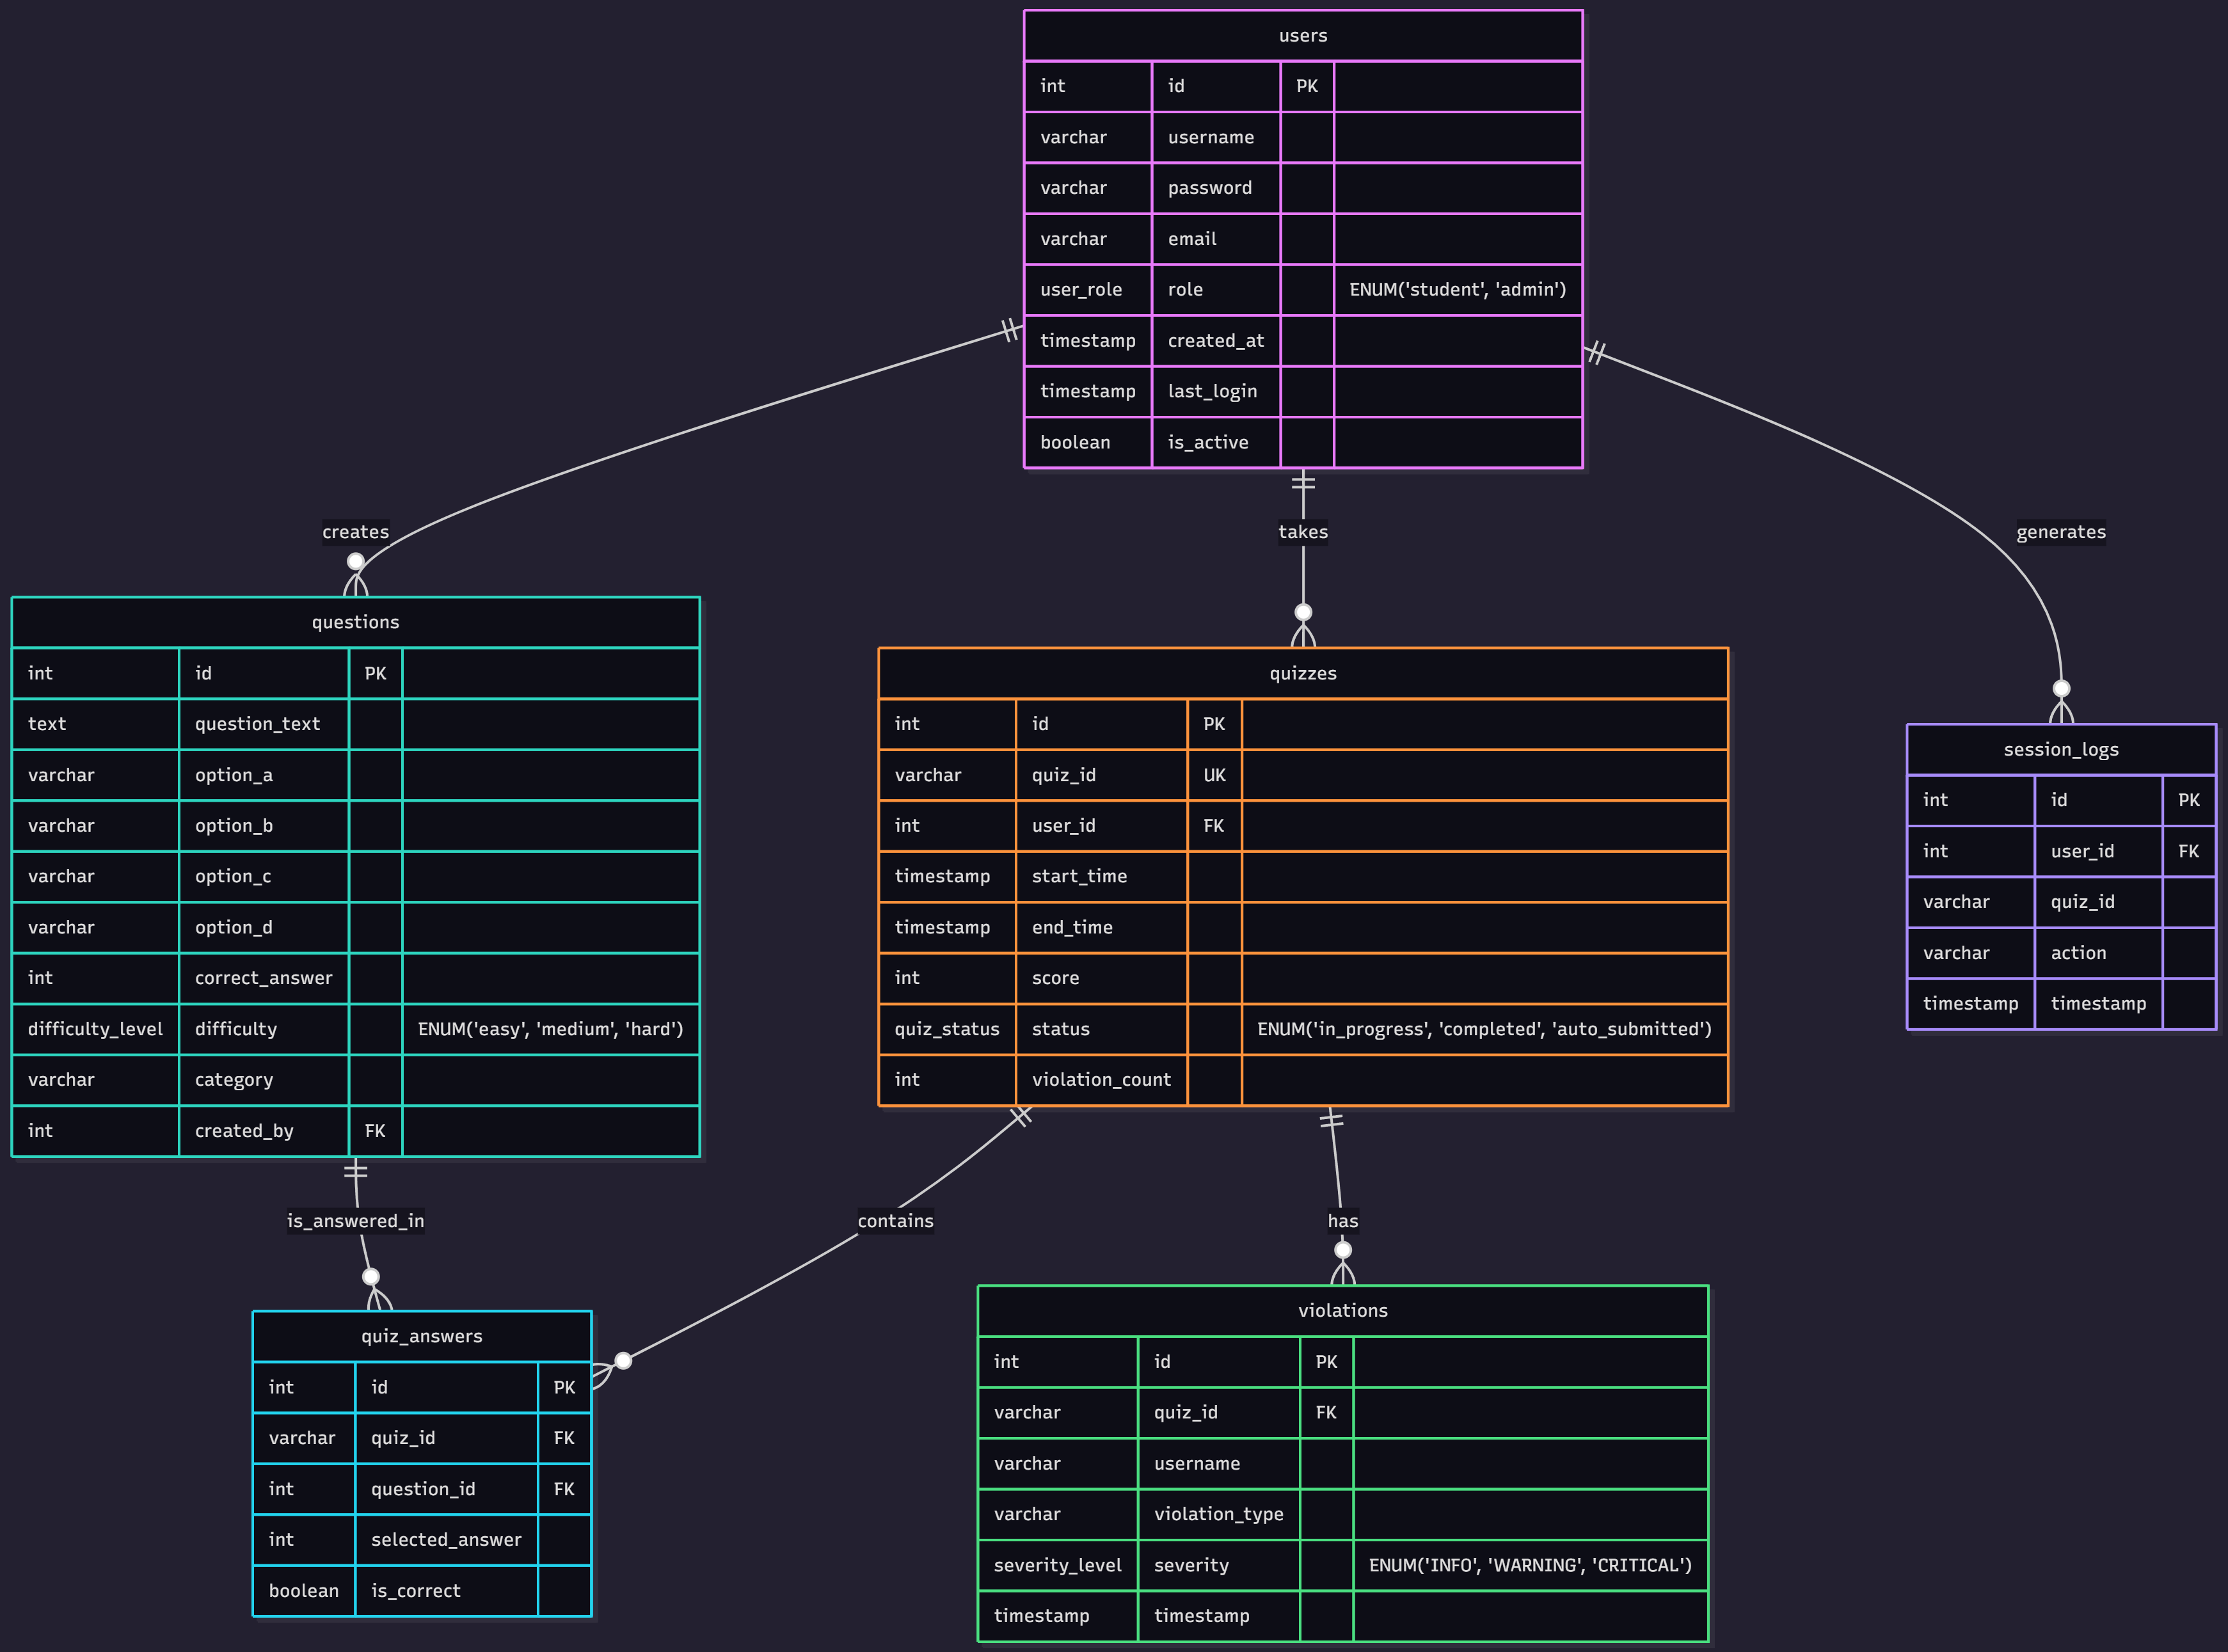 users
int id PK
varchar username
varchar password
varchar email
user_role role ENUM('student', 'admin')
timestamp created_at
timestamp last_login
boolean is_active
creates
takes
generates
questions
int id PK
text question_text
varchar option_a
varchar option_b
varchar option_c
varchar option_d
int correct_answer
difficulty_level difficulty ENUM('easy', 'medium', 'hard')
varchar category
int created_by FK
quizzes
int id PK
varchar quiz_id UK
int user_id FK
timestamp start_time
timestamp end_time
int score
quiz_status status ENUM('in_progress', 'completed', 'auto_submitted')
int violation_count
session_logs
int id PK
int user_id FK
varchar quiz_id
varchar action
timestamp timestamp
is_answered_in
contains
has
quiz_answers
int id PK
varchar quiz_id FK
int question_id FK
int selected_answer
boolean is_correct
violations
int id PK
varchar quiz_id FK
varchar username
varchar violation_type
severity_level severity ENUM('INFO', 'WARNING', 'CRITICAL')
timestamp timestamp